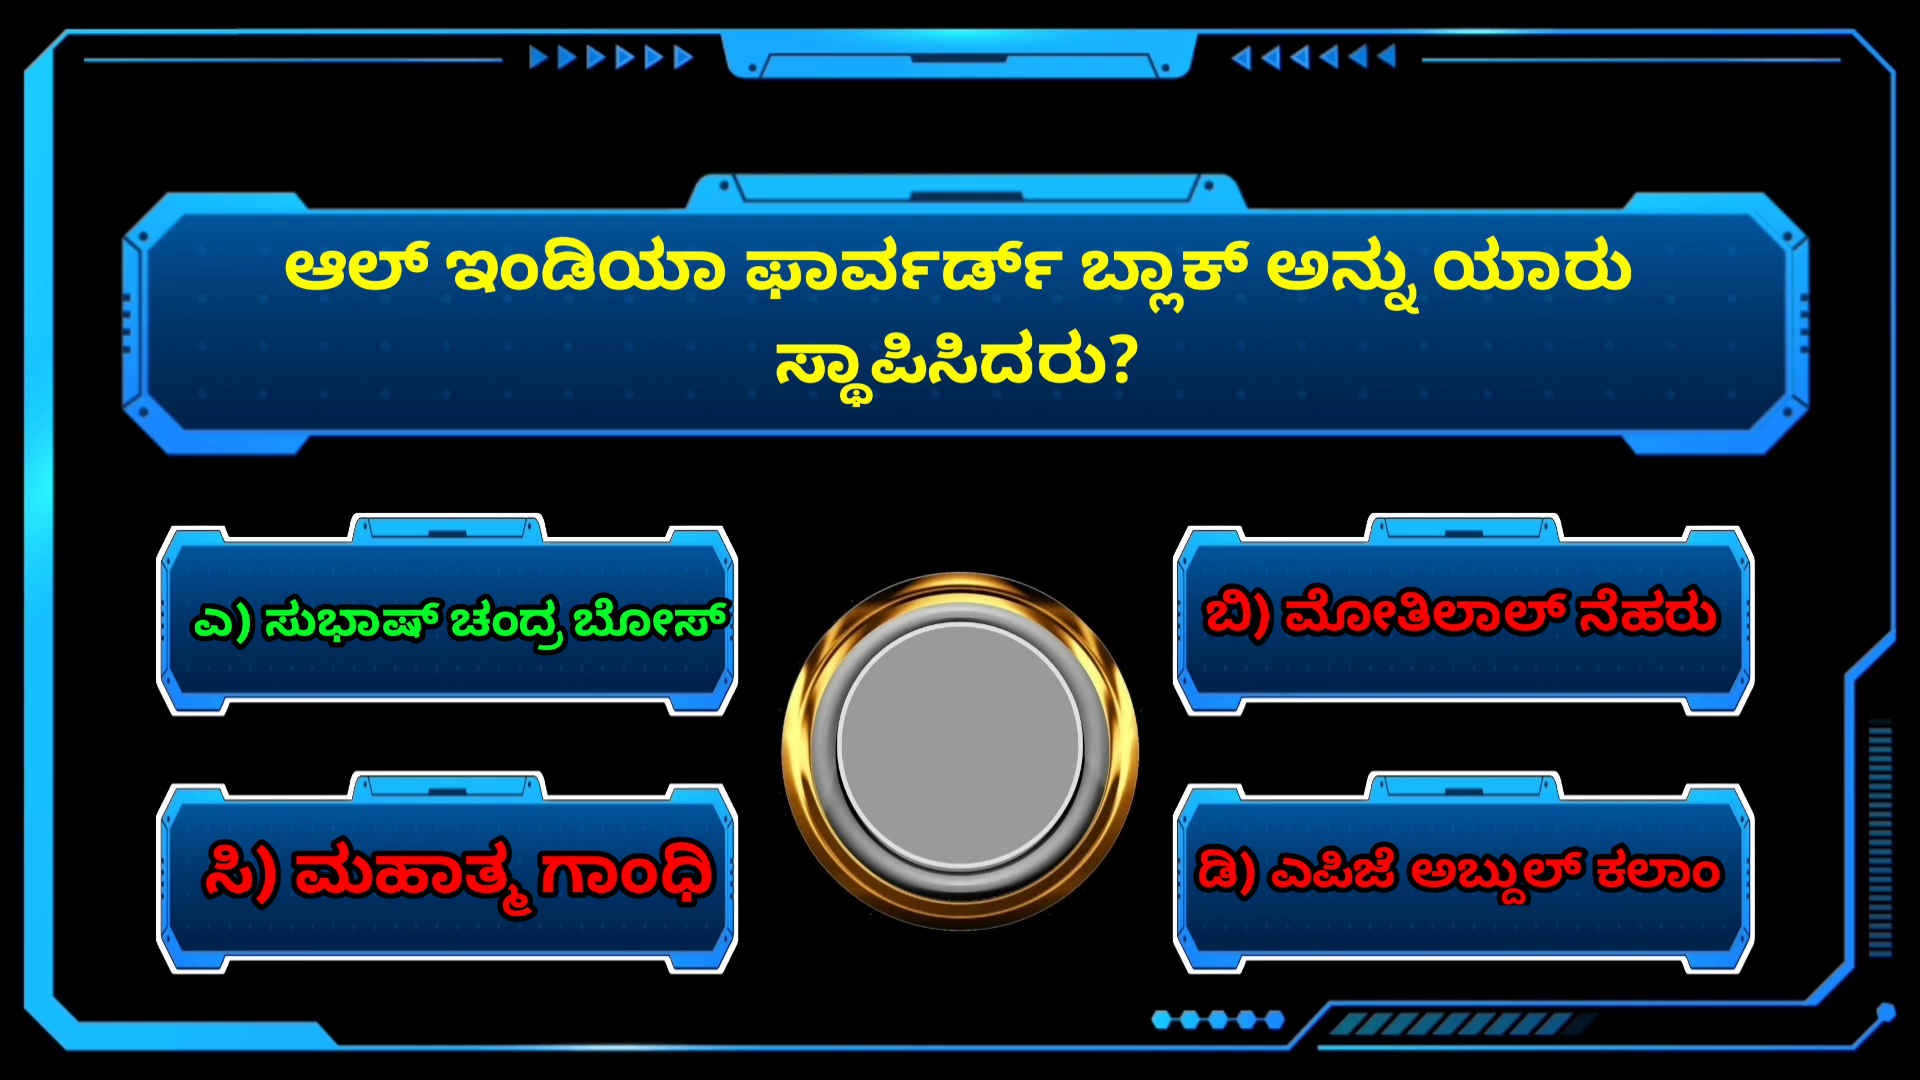 ಆಲ್ ಇಂಡಿಯಾ ಫಾರ್ವರ್ಡ್ ಬ್ಲಾಕ್ ಅನ್ನು ಯಾರು
ಸ್ಥಾಪಿಸಿದರು?
ಎ) ಸುಭಾಷ್ ಚಂದ್ರ ಬೋಸ್
ಬಿ) ಮೋತಿಲಾಲ್ ನೆಹರು
ಸಿ) ಮಹಾತ್ಮ ಗಾಂಧಿ
ಡಿ) ಎಪಿಜೆ ಅಬ್ದುಲ್ ಕಲಾಂ